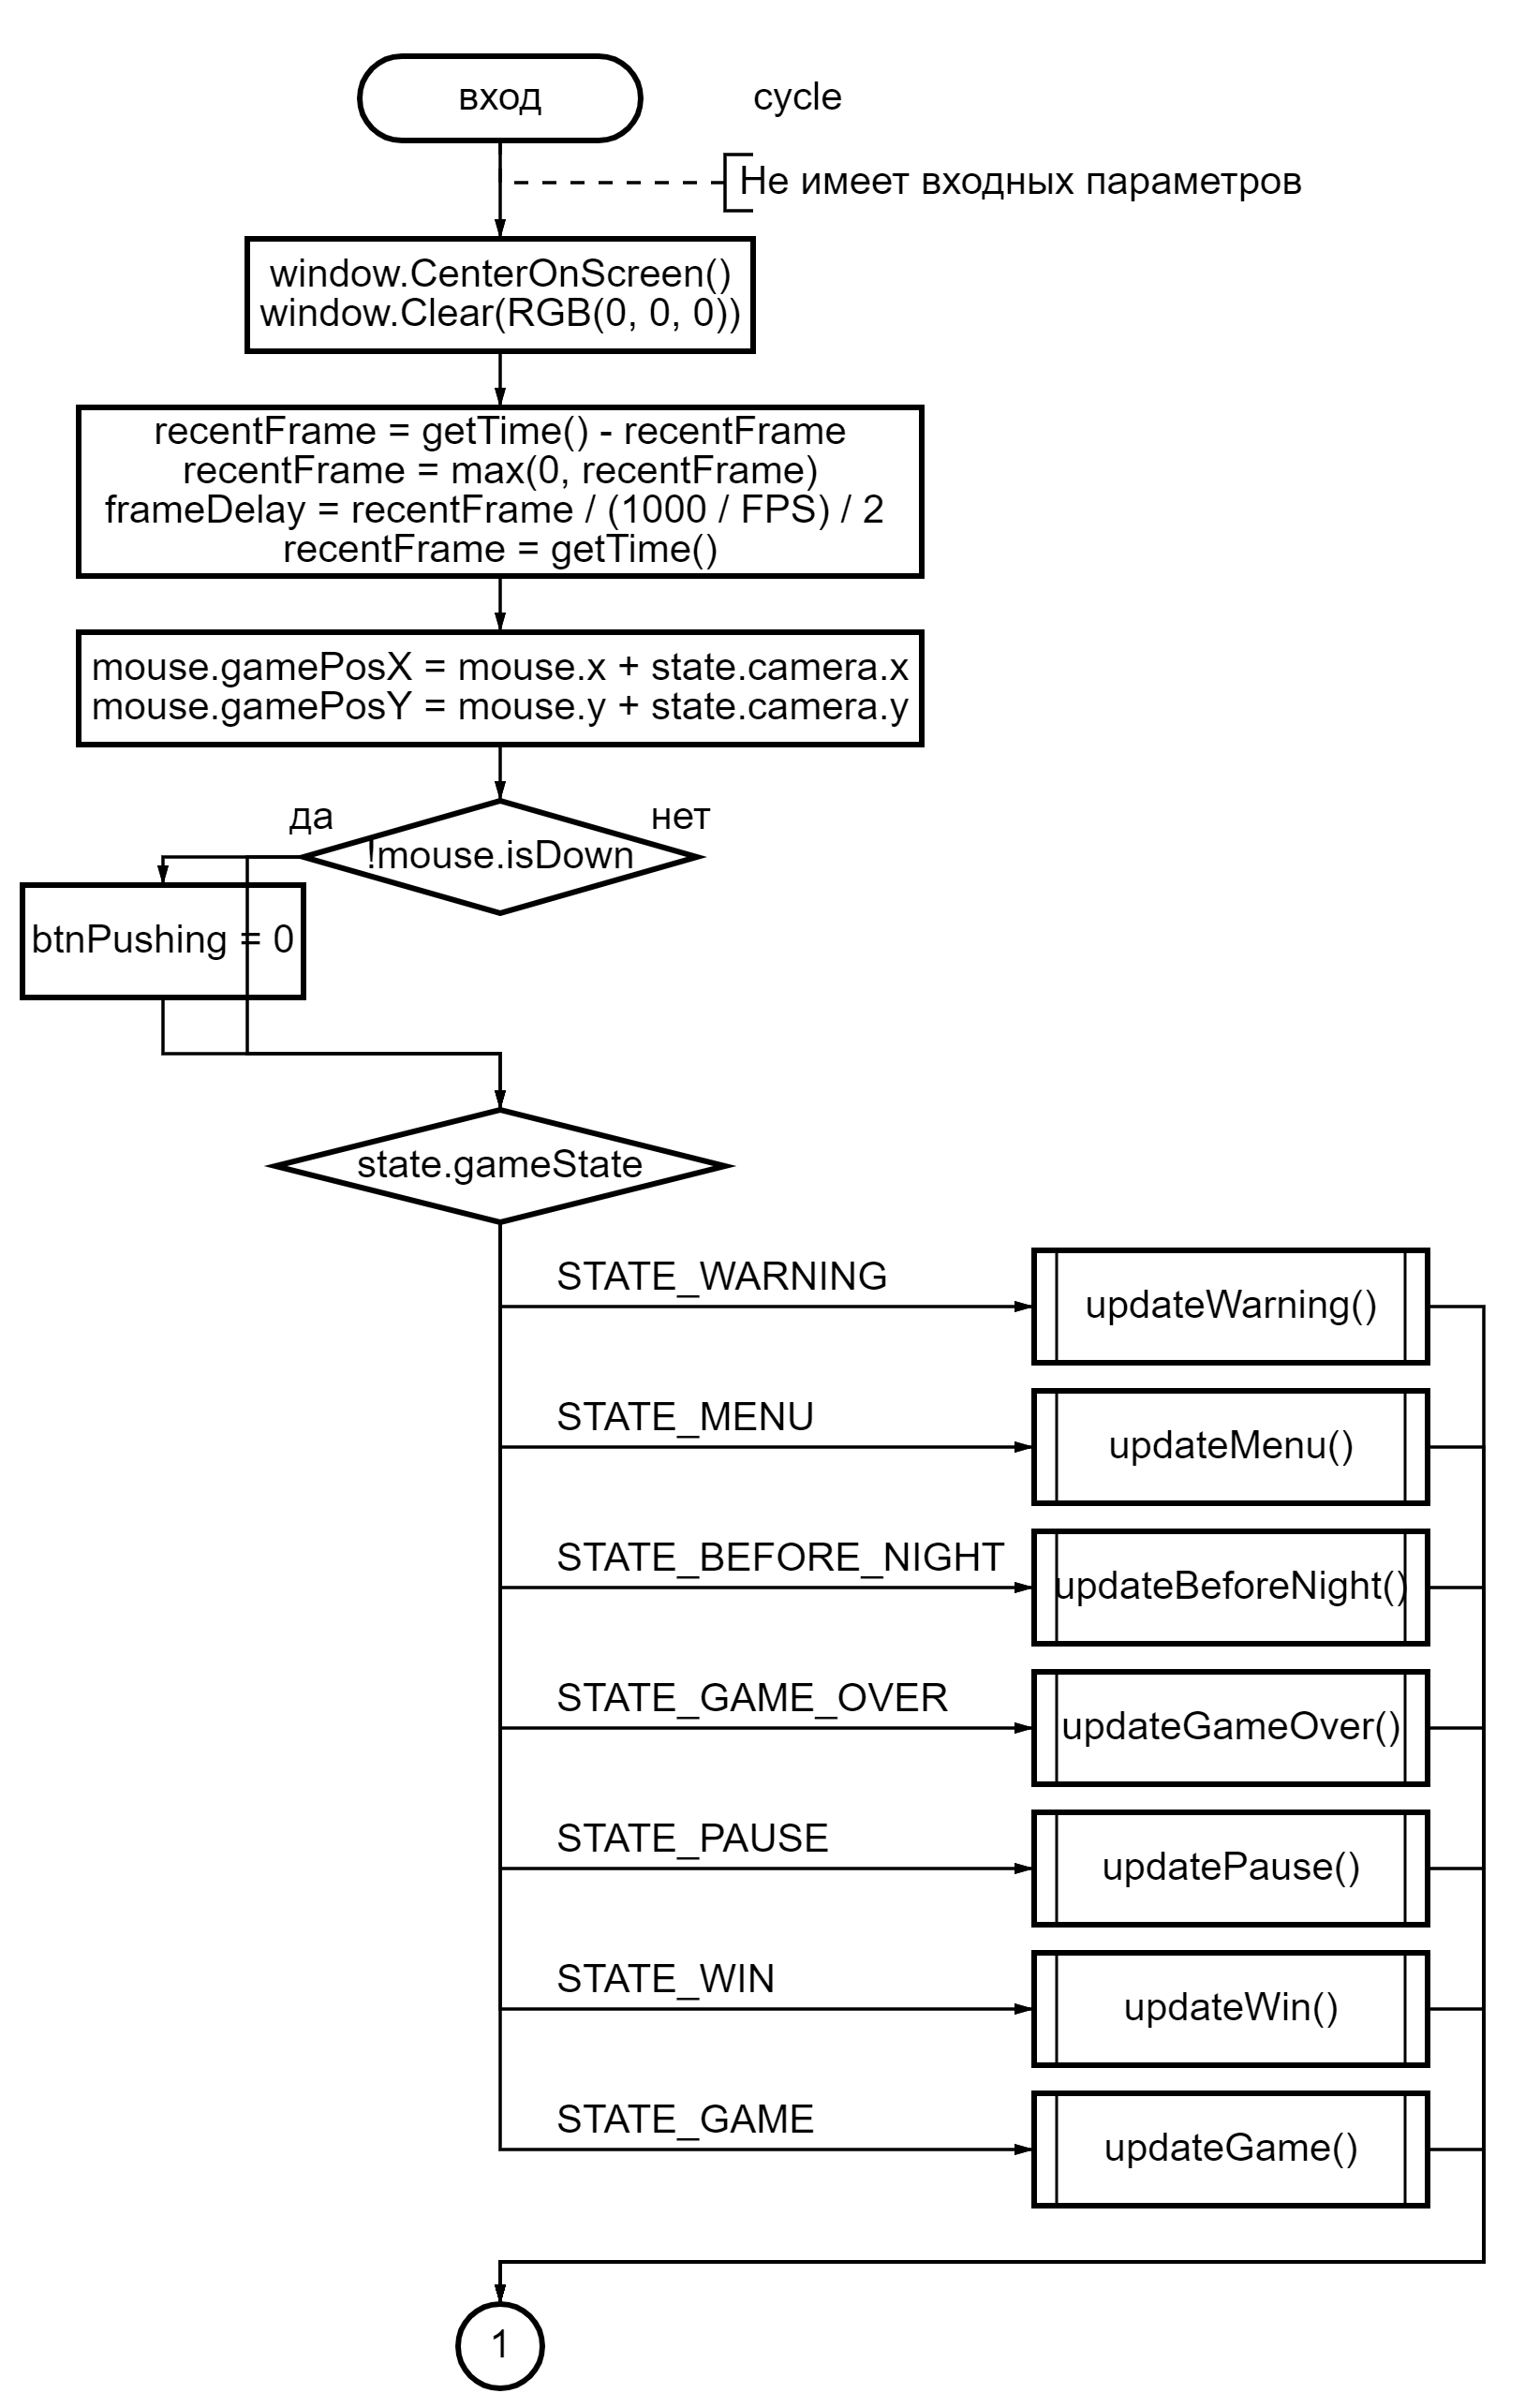 вход
cycle
Не имеет входных параметров
window.CenterOnScreen()
window.Clear(RGB(0, 0, 0))
recentFrame = getTime() - recentFrame
recentFrame = max(0, recentFrame)
frameDelay = recentFrame / (1000 / FPS) / 2
recentFrame = getTime()
mouse.gamePosX = mouse.x + state.camera.x
mouse.gamePosY = mouse.y + state.camera.y
да
нет
!mouse.isDown
btnPushing = 0
state.gameState
STATE_WARNING
updateWarning()
STATE_MENU
updateMenu()
STATE_BEFORE_NIGHT
updateBeforeNight()
STATE_GAME_OVER
updateGameOver()
STATE_PAUSE
updatePause()
STATE_WIN
updateWin()
STATE_GAME
updateGame()
1